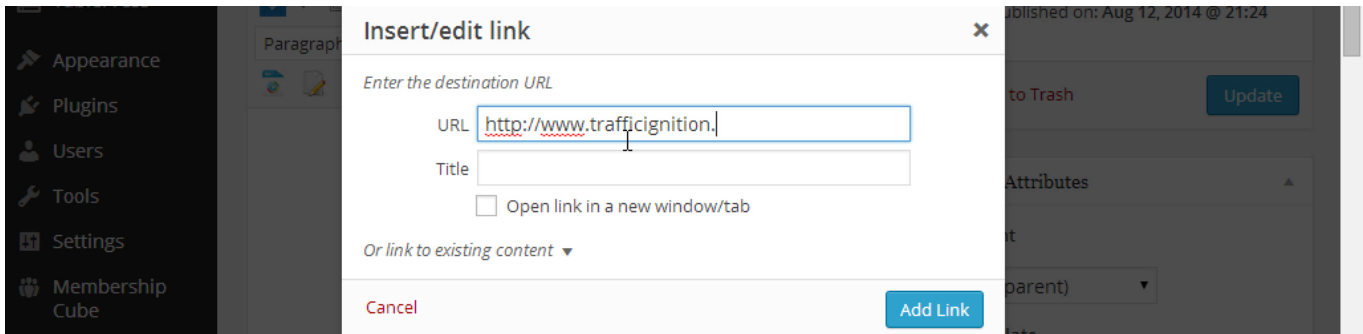 Appearance
Plugins
Users
Tools
Settings
Membership
Cube
Paragraph
Insert/edit link
×
Enter the destination URL
URL http://www.trafficignition.
Title
Open link in a new window/tab
Or link to existing content
Cancel
Add Link
ublished on: Aug 12, 2014 @ 21:24
to Trash
Update
Attributes
parent)